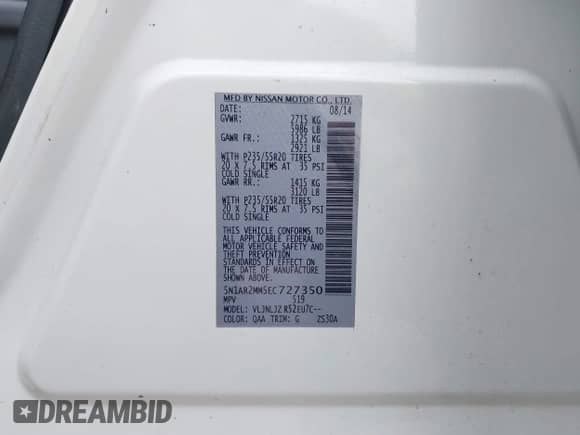 MFD BY NISSAN MOTOR CO., LTD.
DATE: 08/14
GVWR: 2715 KG
5986 LB
GAWR FR: 1325 KG
2921 LB
WITH P235/55R20 TIRES
20 X 7.5 RIMS AT 35 PSI
COLD SINGLE
GAWR RR: 1415 KG
3120 LB
WITH P235/55R20 TIRES
20 X 7.5 RIMS AT 35 PSI
COLD SINGLE
THIS VEHICLE CONFORMS TO
ALL APPLICABLE FEDERAL
MOTOR VEHICLE SAFETY AND
THEFT PREVENTION
STANDARDS IN EFFECT ON
THE DATE OF MANUFACTURE
SHOWN ABOVE.
5N1AR2MM5EC727350
MPV 519
MODEL: VLJNLJZ R52EU7C--
COLOR: QAA TRIM: G 2S30A
DREAMBID